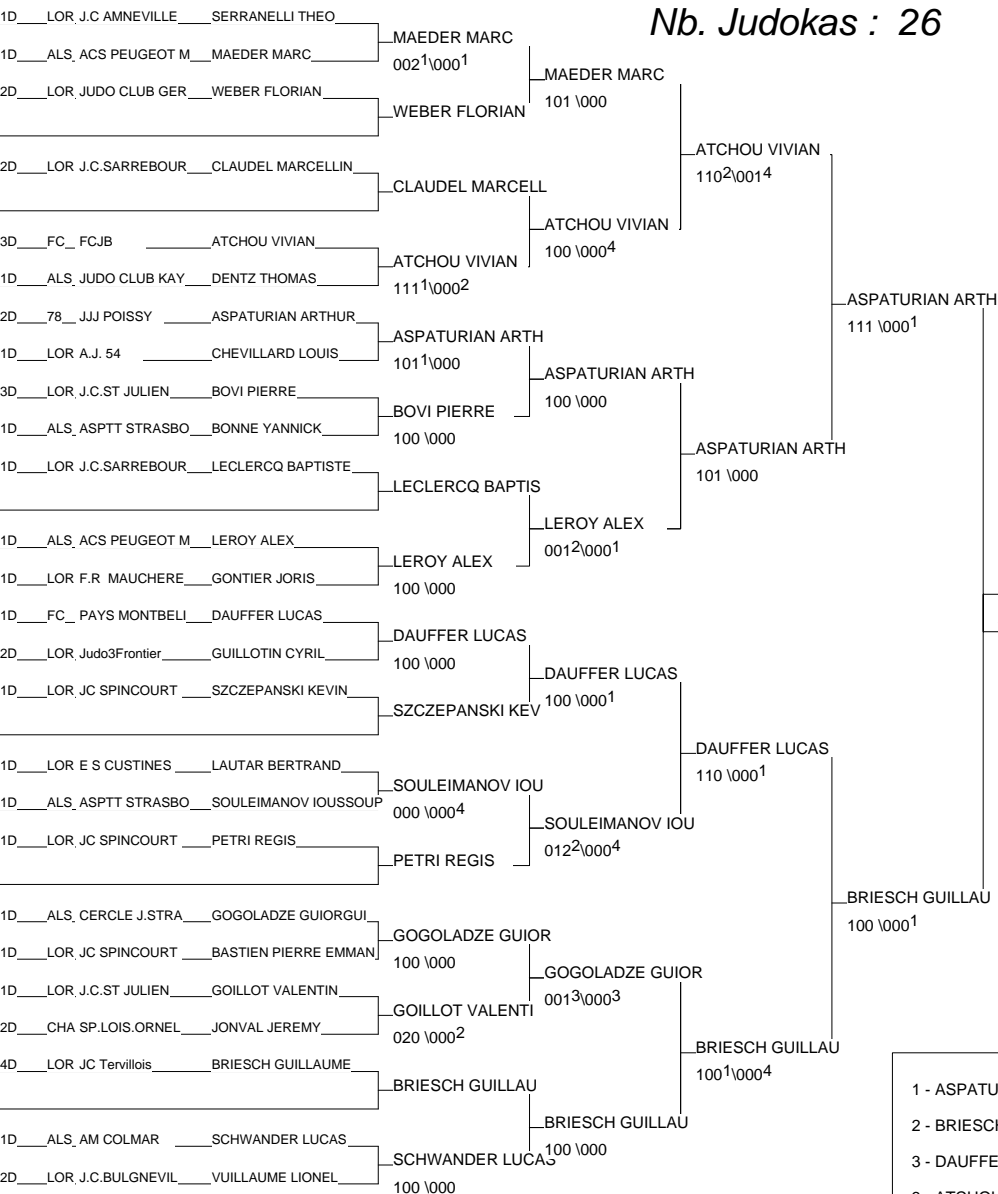 Nb. Judokas : 26
1D LOR J.C AMNEVILLE SERRANELLI THEO
1D ALS ACS PEUGEOT M MAEDER MARC
2D LOR JUDO CLUB GER WEBER FLORIAN
2D LOR J.C.SARREBOUR CLAUDEL MARCELLIN
3D FC FCJB ATCHOU VIVIAN
1D ALS JUDO CLUB KAY DENTZ THOMAS
2D 78 JJJ POISSY ASPATURIAN ARTHUR
1D LOR A.J. 54 CHEVILLARD LOUIS
3D LOR J.C.ST JULIEN BOVI PIERRE
1D ALS ASPTT STRASBO BONNE YANNICK
1D LOR J.C.SARREBOUR LECLERCQ BAPTISTE
1D ALS ACS PEUGEOT M LEROY ALEX
1D LOR F.R MAUCHERE GONTIER JORIS
1D FC PAYS MONTBELI DAUFFER LUCAS
2D LOR Judo3Frontier GUILLOTIN CYRIL
1D LOR JC SPINCOURT SZCZEPANSKI KEVIN
1D LOR E S CUSTINES LAUTAR BERTRAND
1D ALS ASPTT STRASBO SOULEIMANOV IOUSSOUP
1D LOR JC SPINCOURT PETRI REGIS
1D ALS CERCLE J.STRA GOGOLADZE GUIORGUI
1D LOR JC SPINCOURT BASTIEN PIERRE EMMAN
1D LOR J.C.ST JULIEN GOILLOT VALENTIN
2D CHA SP.LOIS.ORNEL JONVAL JEREMY
4D LOR JC Tervillois BRIESCH GUILLAUME
1D ALS AM COLMAR SCHWANDER LUCAS
2D LOR J.C.BULGNEVIL VUILLAUME LIONEL
MAEDER MARC
002¹\000¹
WEBER FLORIAN
CLAUDEL MARCELL
ATCHOU VIVIAN
111¹\000²
ASPATURIAN ARTH
101¹\000
BOVI PIERRE
100 \000
LECLERCQ BAPTIS
LEROY ALEX
100 \000
DAUFFER LUCAS
100 \000
SZCZEPANSKI KEV
SOULEIMANOV IOU
000 \000⁴
PETRI REGIS
GOGOLADZE GUIOR
100 \000
GOILLOT VALENTI
020 \000²
BRIESCH GUILLAU
SCHWANDER LUCAS
100 \000
MAEDER MARC
101 \000
ATCHOU VIVIAN
100 \000⁴
ASPATURIAN ARTH
100 \000
LEROY ALEX
001²\000¹
DAUFFER LUCAS
100 \000¹
SOULEIMANOV IOU
012²\000⁴
GOGOLADZE GUIOR
001³\000³
BRIESCH GUILLAU
100 \000
ATCHOU VIVIAN
110²\001⁴
ASPATURIAN ARTH
101 \000
DAUFFER LUCAS
110 \000¹
BRIESCH GUILLAU
100¹\000⁴
ASPATURIAN ARTH
111 \000¹
BRIESCH GUILLAU
100 \000¹
1 - ASPATU
2 - BRIESCH
3 - DAUFFE